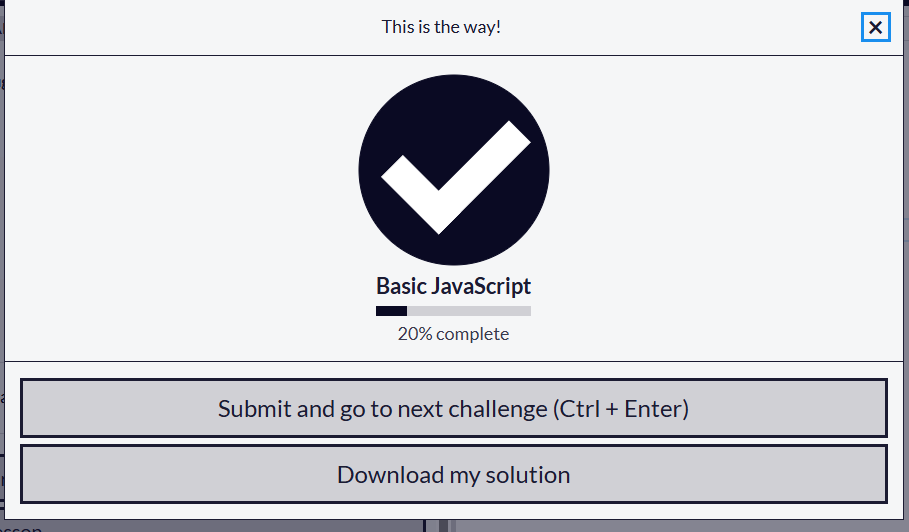 This is the way!
Basic JavaScript
20% complete
Submit and go to next challenge (Ctrl + Enter)
Download my solution